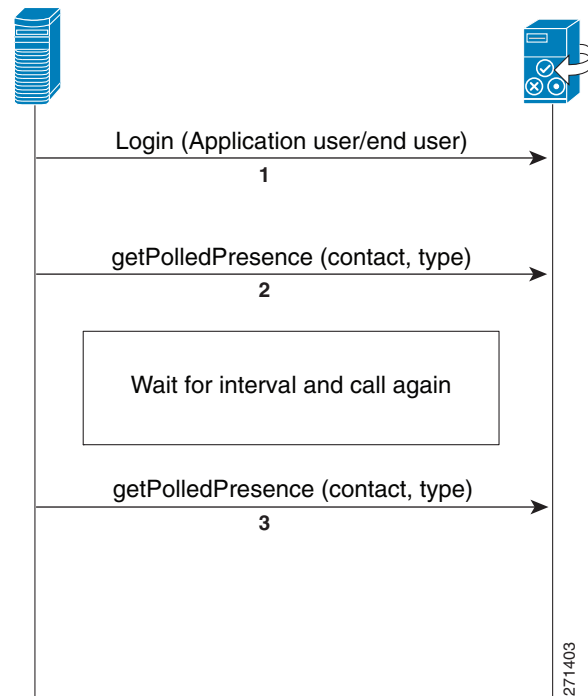 Login (Application user/end user)
1
getPolledPresence (contact, type)
2
Wait for interval and call again
getPolledPresence (contact, type)
3
271403